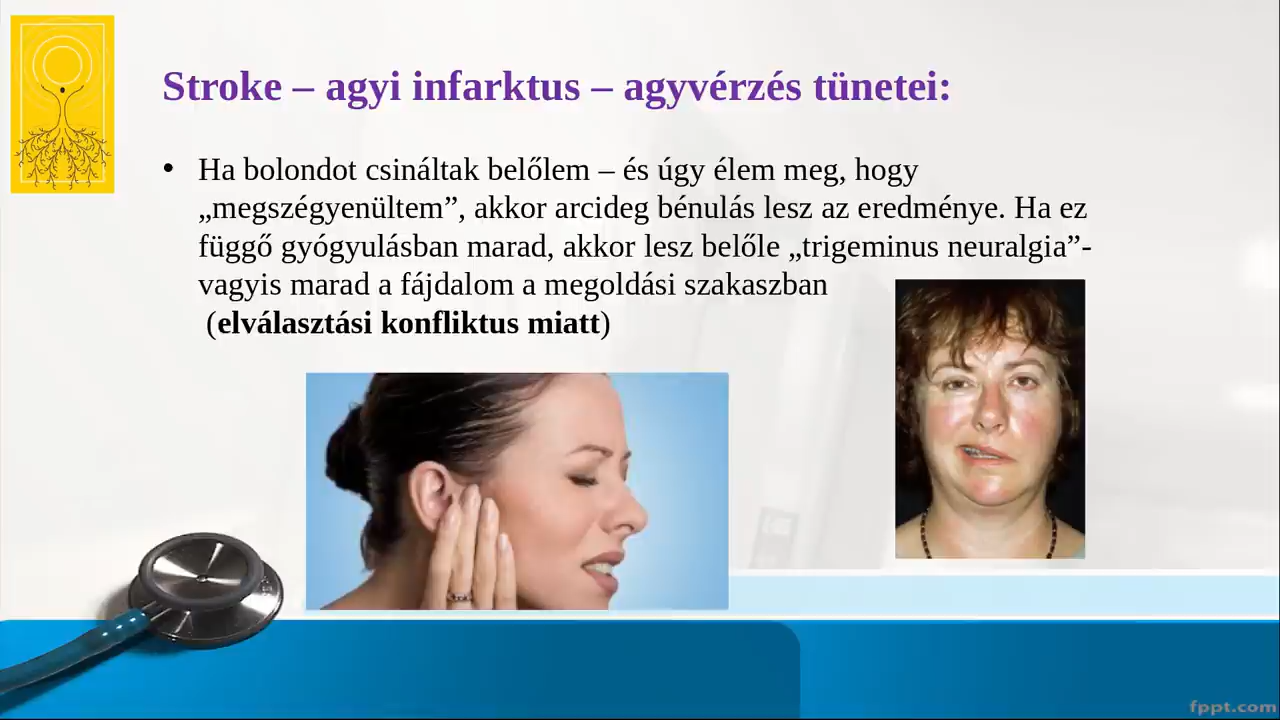 Stroke – agyi infarktus – agyvérzés tünetei:
• Ha bolondot csináltak belőlem – és úgy élem meg, hogy
„megszégyenültem”, akkor arcideg bénulás lesz az eredménye. Ha ez
függő gyógyulásban marad, akkor lesz belőle „trigeminus neuralgia”-
vagyis marad a fájdalom a megoldási szakaszban
(elválasztási konfliktus miatt)
fppt.com